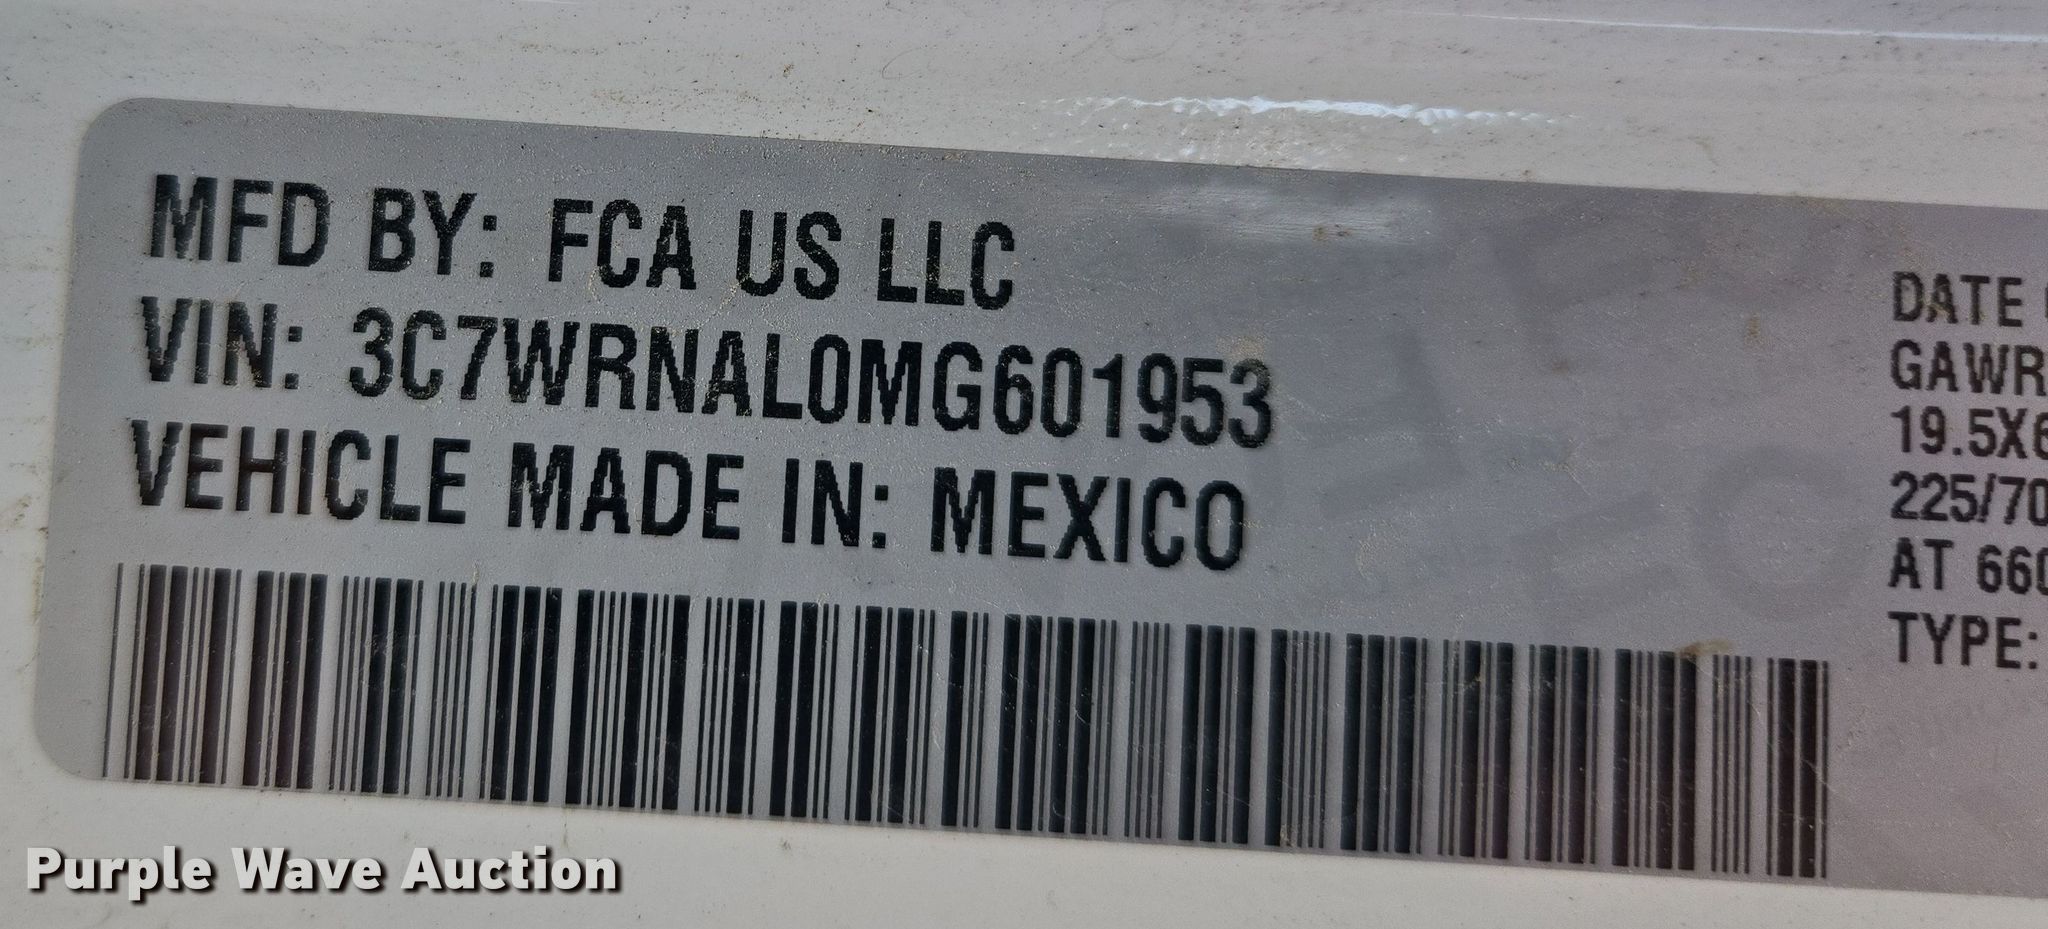 MFD BY: FCA US LLC
VIN: 3C7WRNAL0MG601953
VEHICLE MADE IN: MEXICO
DATE
GAWR
19.5X6
225/70
AT 660
TYPE:
Purple Wave Auction